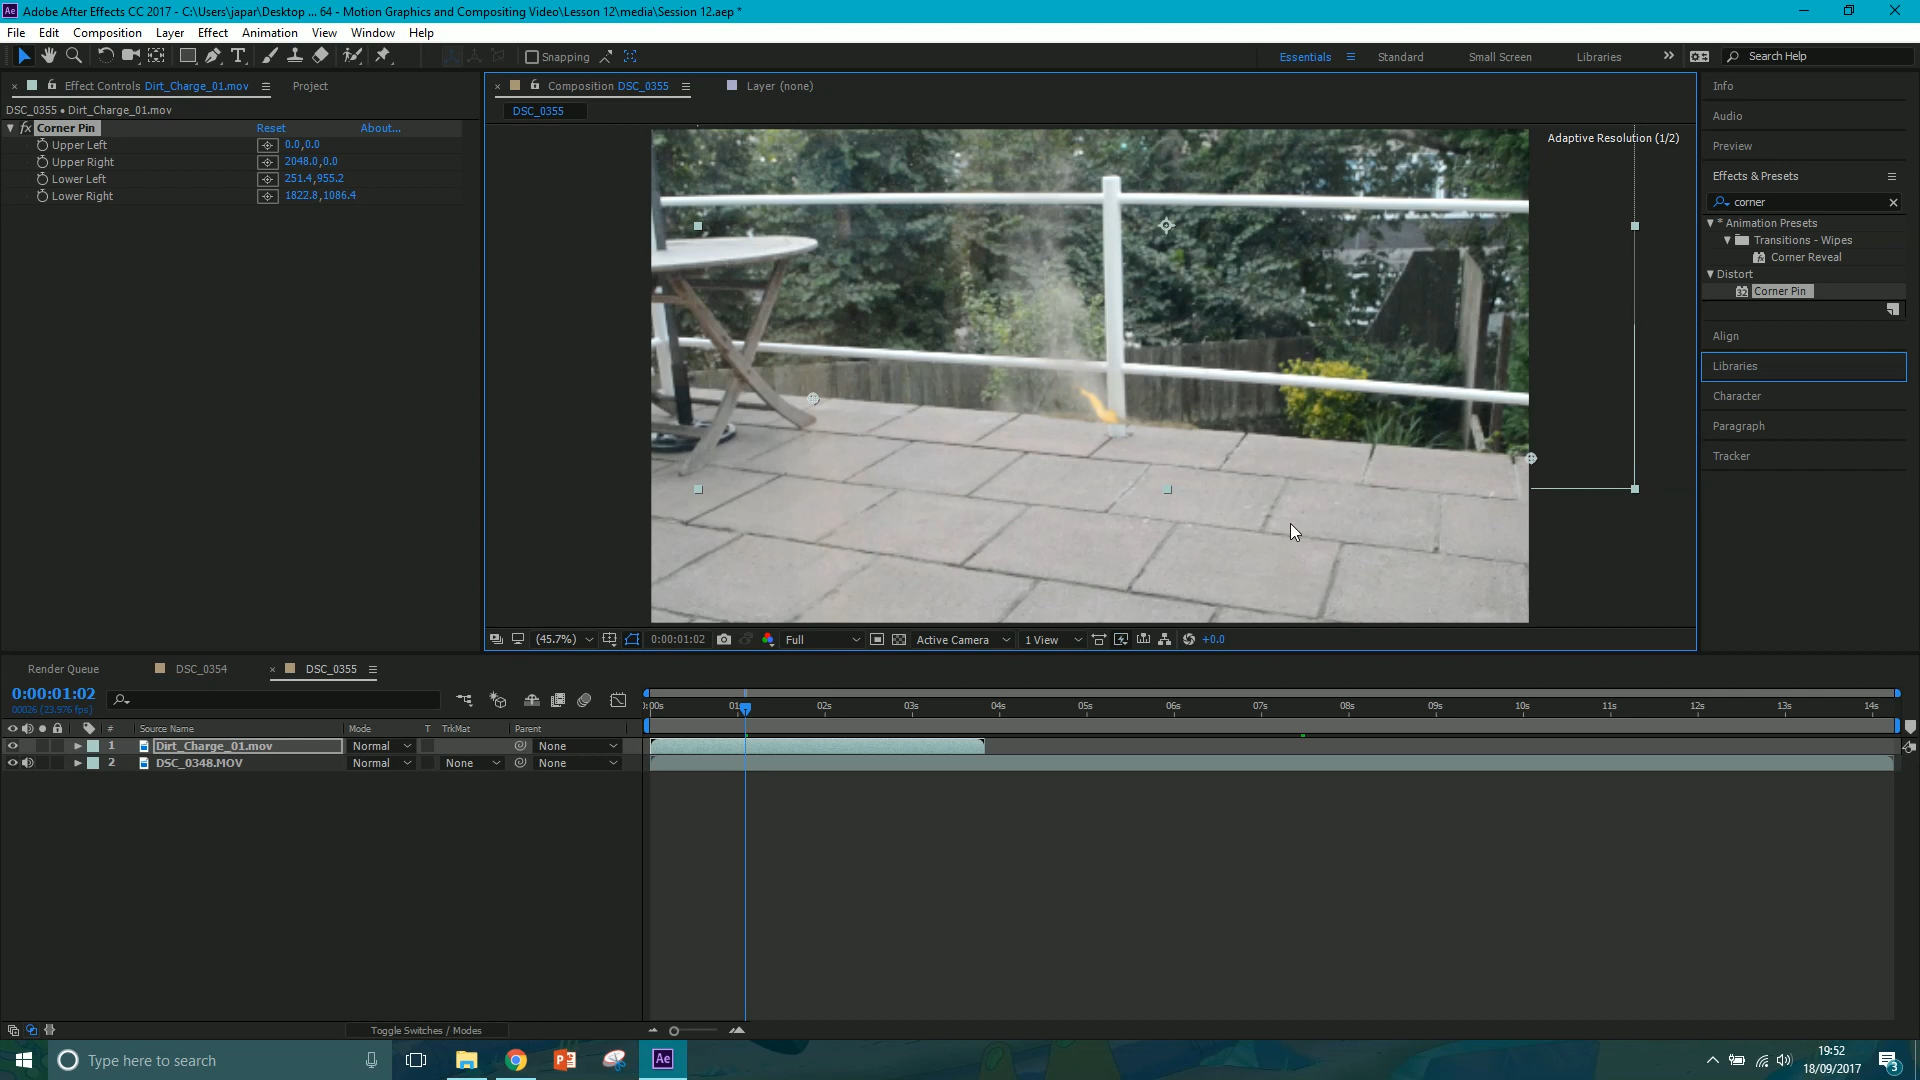 Adobe After Effects CC 2017 - C:\Users\japar\Desktop ... 64 - Motion Graphics and Compositing Video\Lesson 12\media\Session 12.aep *
File Edit Composition Layer Effect Animation View Window Help
Snapping Essentials Standard Small Screen Libraries Search Help
Effect Controls Dirt_Charge_01.mov Project
DSC_0355 • Dirt_Charge_01.mov
fx Corner Pin Reset About...
Upper Left 0.0,0.0
Upper Right 2048.0,0.0
Lower Left 251.4,955.2
Lower Right 1822.8,1086.4
Composition DSC_0355 Layer (none)
DSC_0355
Adaptive Resolution (1/2)
(45.7%) 0:00:01:02 Full Active Camera 1 View +0.0
Info
Audio
Preview
Effects & Presets
corner
* Animation Presets
Transitions - Wipes
Corner Reveal
Distort
32 Corner Pin
Align
Libraries
Character
Paragraph
Tracker
Render Queue DSC_0354 DSC_0355
0:00:01:02
00026 (23.976 fps)
:00s 01 02s 03s 04s 05s 06s 07s 08s 09s 10s 11s 12s 13s 14s
# Source Name Mode T TrkMat Parent
1 Dirt_Charge_01.mov Normal None
2 DSC_0348.MOV Normal None None
Toggle Switches / Modes
Type here to search
Ae
19:52
18/09/2017
3